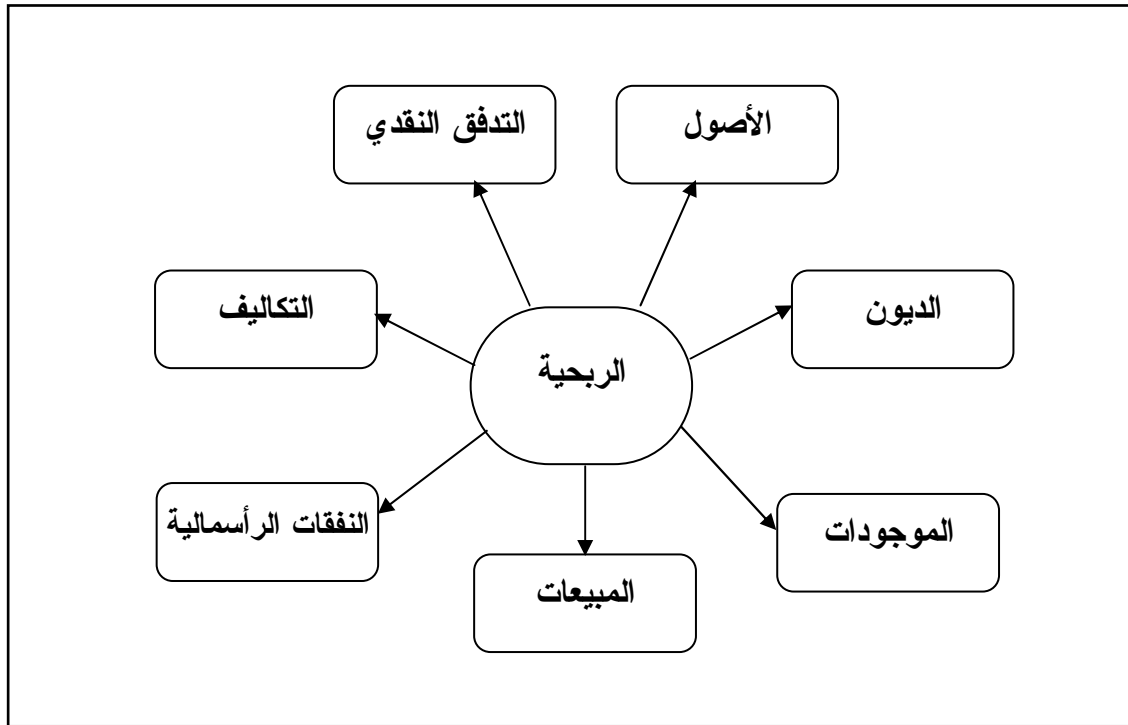 الأصول
التدفق النقدي
الديون
التكاليف
الربحية
الموجودات
النفقات الرأسمالية
المبيعات